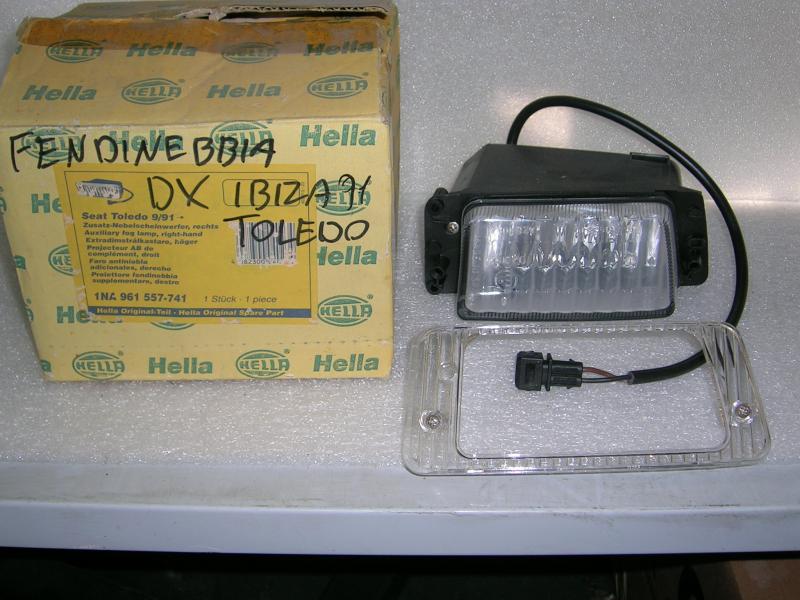 HELLA Hella HELLA
Hella HELLA Hella HELLA
HELLA Hella
FENDINEBBIA
DX IBIZA 91
TOLEDO
Seat Toledo 9/91→
Zusatz-Nebelscheinwerfer, rechts
Auxiliary fog lamp, right-hand
Extradimstrålkastare, höger
Projecteur AB de
complément, droit
Faro antiniebla
adicionales, derecho
Proiettore fendinebbia
supplementare, destro
1NA 961 557-741 1 Stück · 1 piece
Hella Original-Teil · Hella Original Spare Part
HELLA
HELLA Hella HELLA Hella